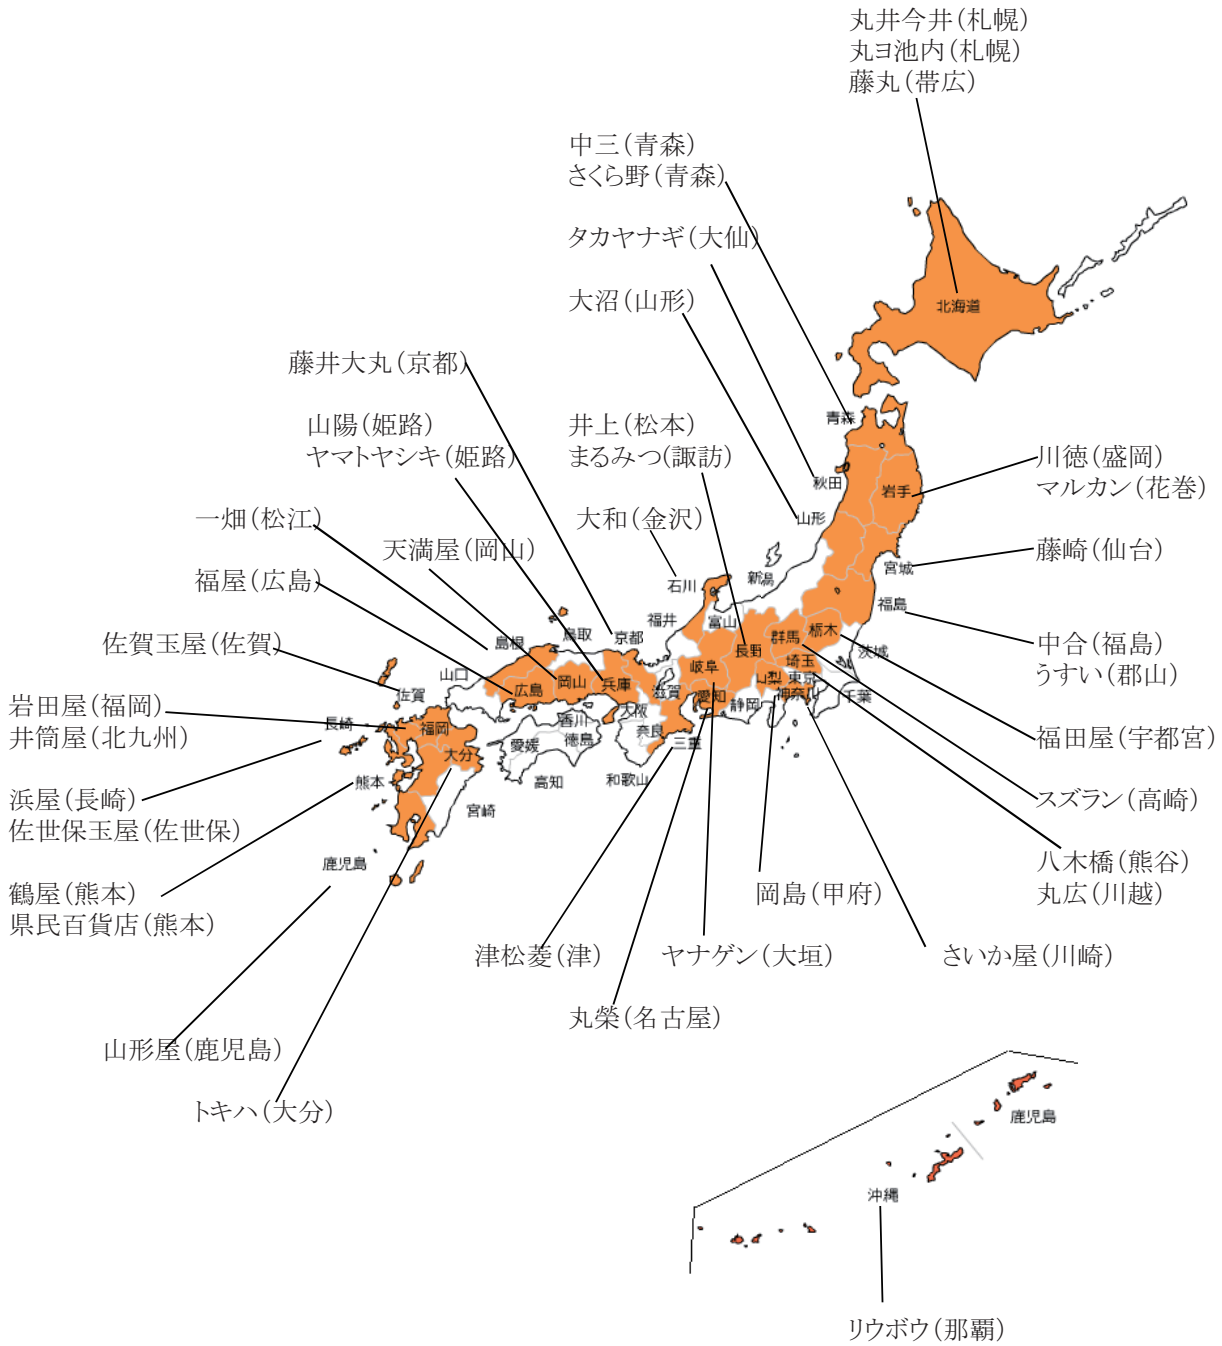 丸井今井(札幌)
丸ヨ池内(札幌)
藤丸(帯広)
中三(青森)
さくら野(青森)
タカヤナギ(大仙)
大沼(山形)
藤井大丸(京都)
山陽(姫路)
ヤマトヤシキ(姫路)
井上(松本)
まるみつ(諏訪)
一畑(松江)
天満屋(岡山)
大和(金沢)
福屋(広島)
佐賀玉屋(佐賀)
岩田屋(福岡)
井筒屋(北九州)
浜屋(長崎)
佐世保玉屋(佐世保)
鶴屋(熊本)
県民百貨店(熊本)
山形屋(鹿児島)
トキハ(大分)
津松菱(津)
丸榮(名古屋)
ヤナゲン(大垣)
岡島(甲府)
さいか屋(川崎)
川徳(盛岡)
マルカン(花巻)
藤崎(仙台)
中合(福島)
うすい(郡山)
福田屋(宇都宮)
スズラン(高崎)
八木橋(熊谷)
丸広(川越)
リウボウ(那覇)
北海道
青森
秋田
岩手
山形
宮城
新潟
福島
石川
福井
富山
群馬
栃木
茨城
長野
埼玉
岐阜
山梨
東京
神奈川
千葉
愛知
静岡
滋賀
三重
京都
鳥取
島根
兵庫
岡山
広島
山口
大阪
奈良
和歌山
香川
徳島
愛媛
高知
佐賀
福岡
長崎
大分
熊本
宮崎
鹿児島
鹿児島
沖縄